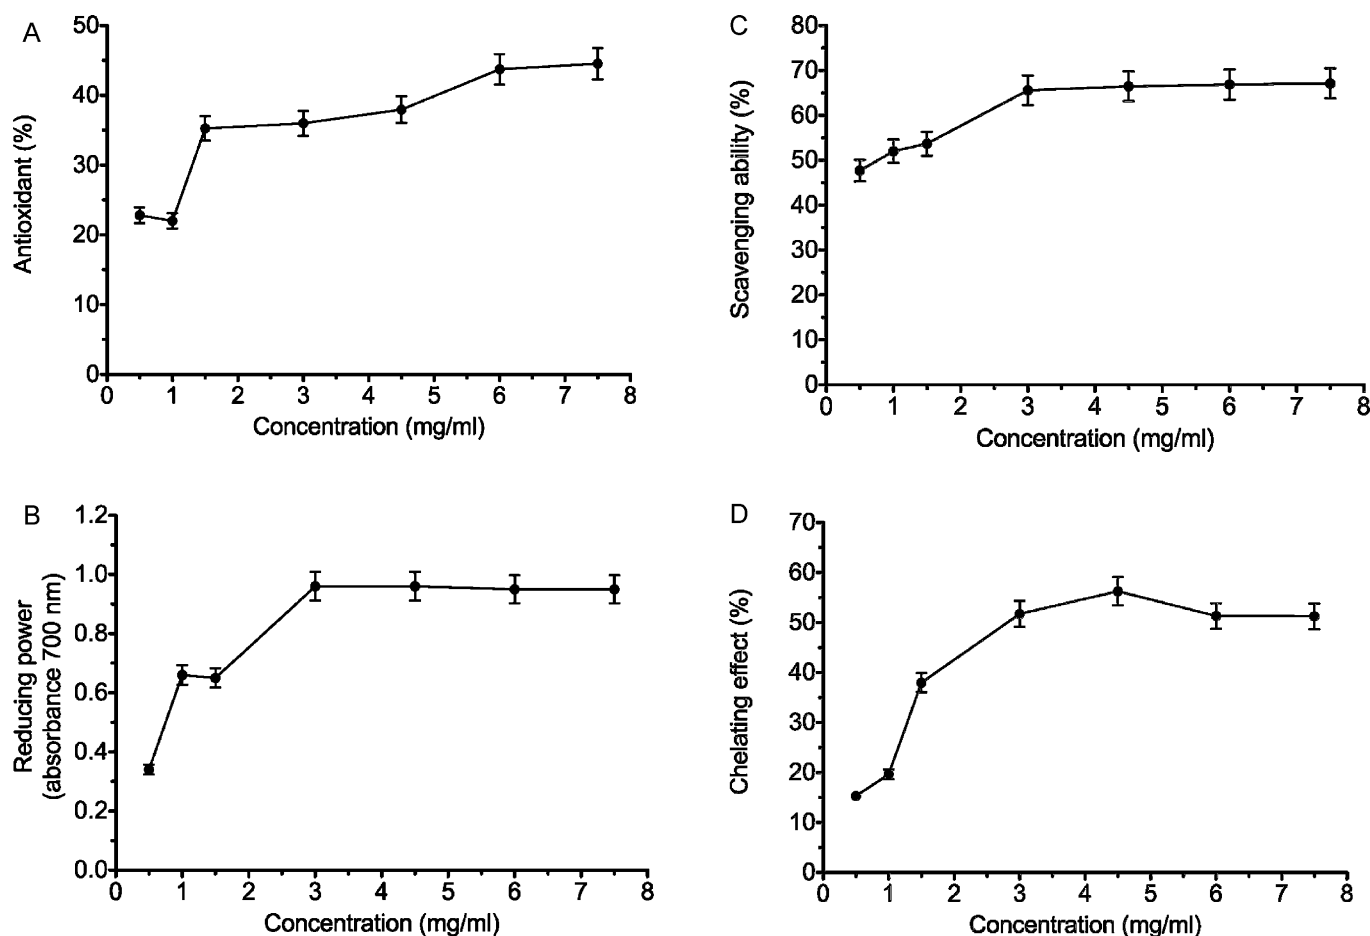 A
50
40
30
20
10
0
Antioxidant (%)
0 1 2 3 4 5 6 7 8
Concentration (mg/ml)
C
80
70
60
50
40
30
20
10
0
Scavenging ability (%)
0 1 2 3 4 5 6 7 8
Concentration (mg/ml)
B
1.2
1.0
0.8
0.6
0.4
0.2
0.0
Reducing power
(absorbance 700 nm)
0 1 2 3 4 5 6 7 8
Concentration (mg/ml)
D
70
60
50
40
30
20
10
0
Chelating effect (%)
0 1 2 3 4 5 6 7 8
Concentration (mg/ml)